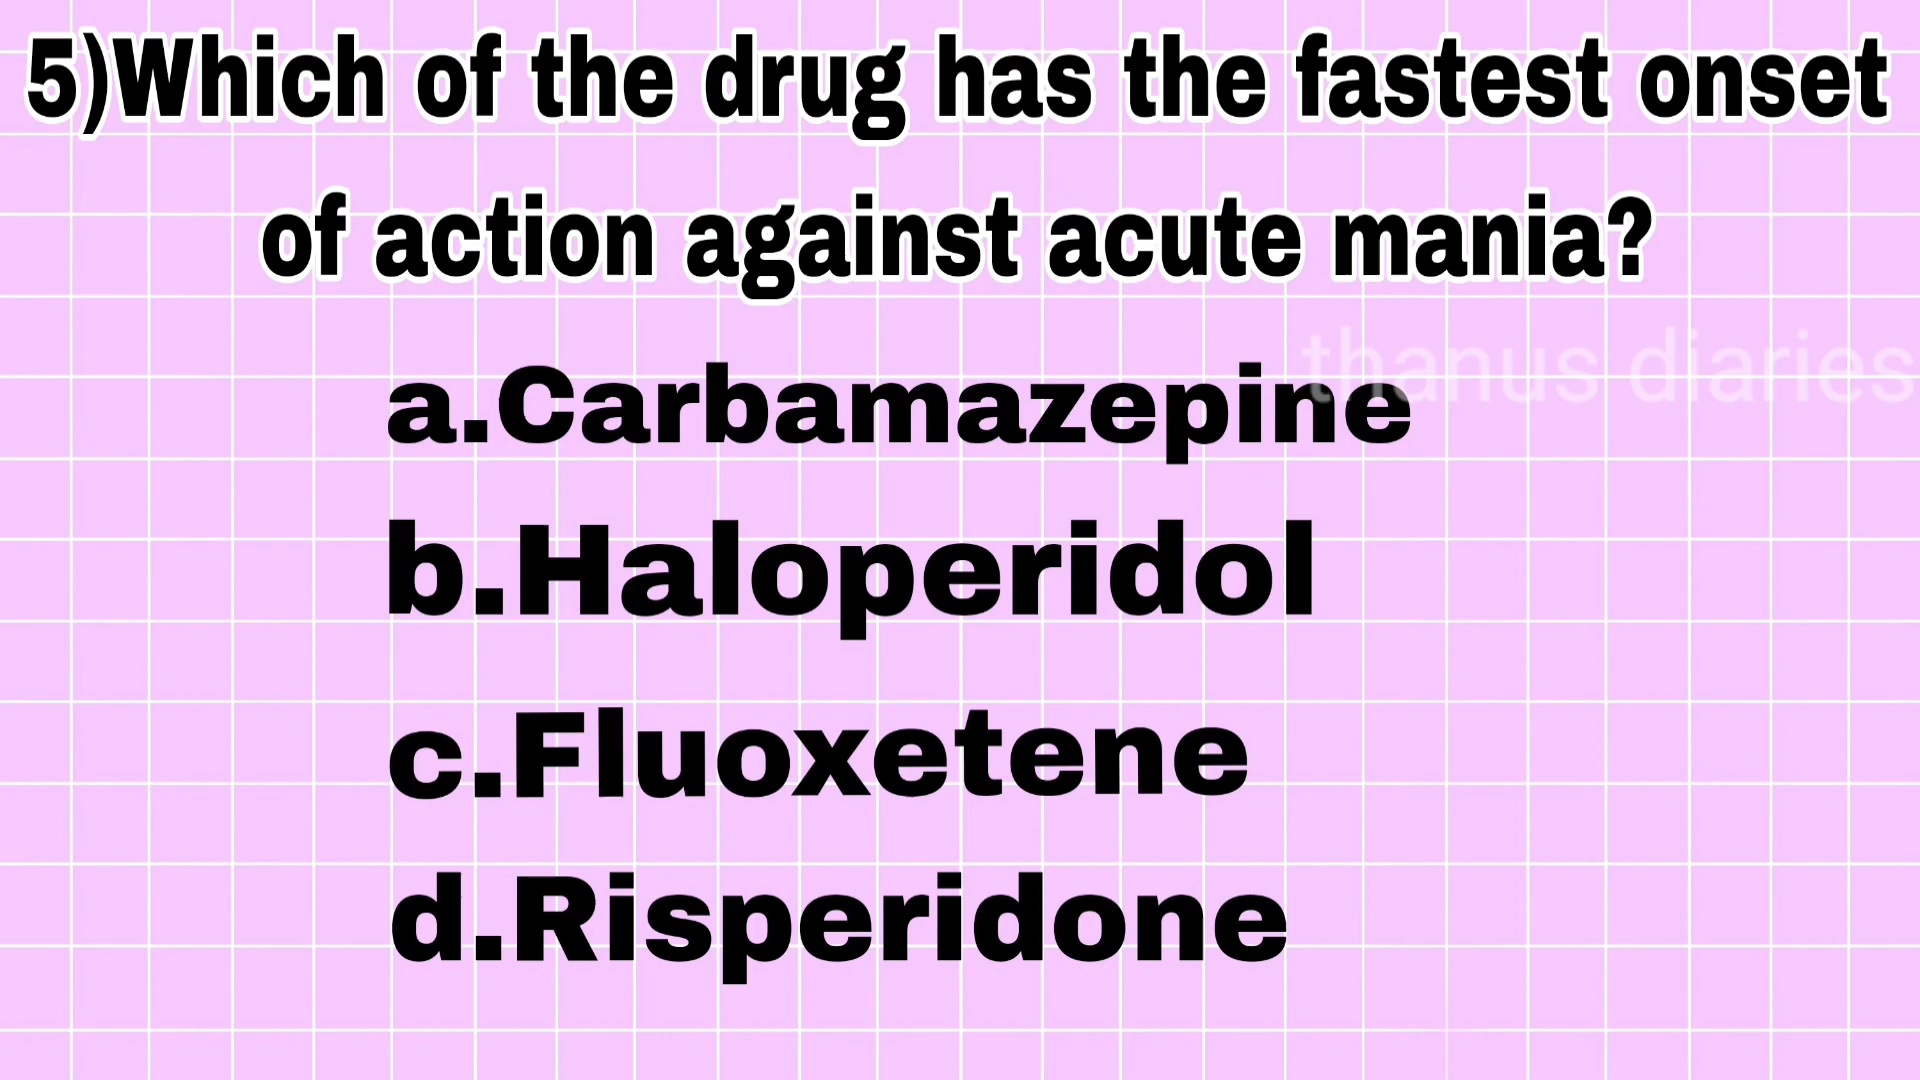 5)Which of the drug has the fastest onset
of action against acute mania?
thanus diaries
a.Carbamazepine
b.Haloperidol
c.Fluoxetene
d.Risperidone